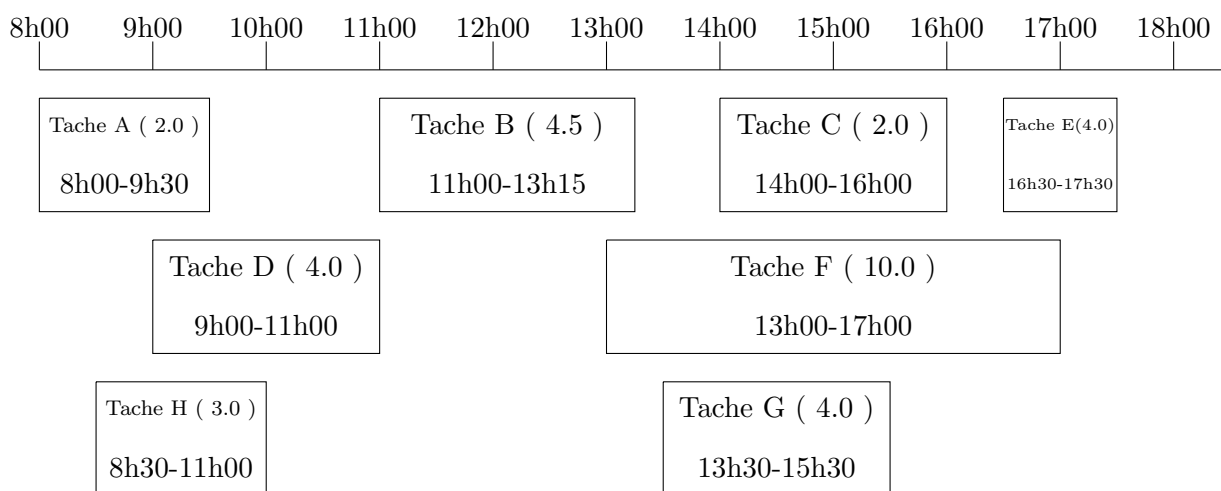 8h00 9h00 10h00 11h00 12h00 13h00 14h00 15h00 16h00 17h00 18h00
Tache A ( 2.0 )
8h00-9h30
Tache B ( 4.5 )
11h00-13h15
Tache C ( 2.0 )
14h00-16h00
Tache E(4.0)
16h30-17h30
Tache D ( 4.0 )
9h00-11h00
Tache F ( 10.0 )
13h00-17h00
Tache H ( 3.0 )
8h30-11h00
Tache G ( 4.0 )
13h30-15h30